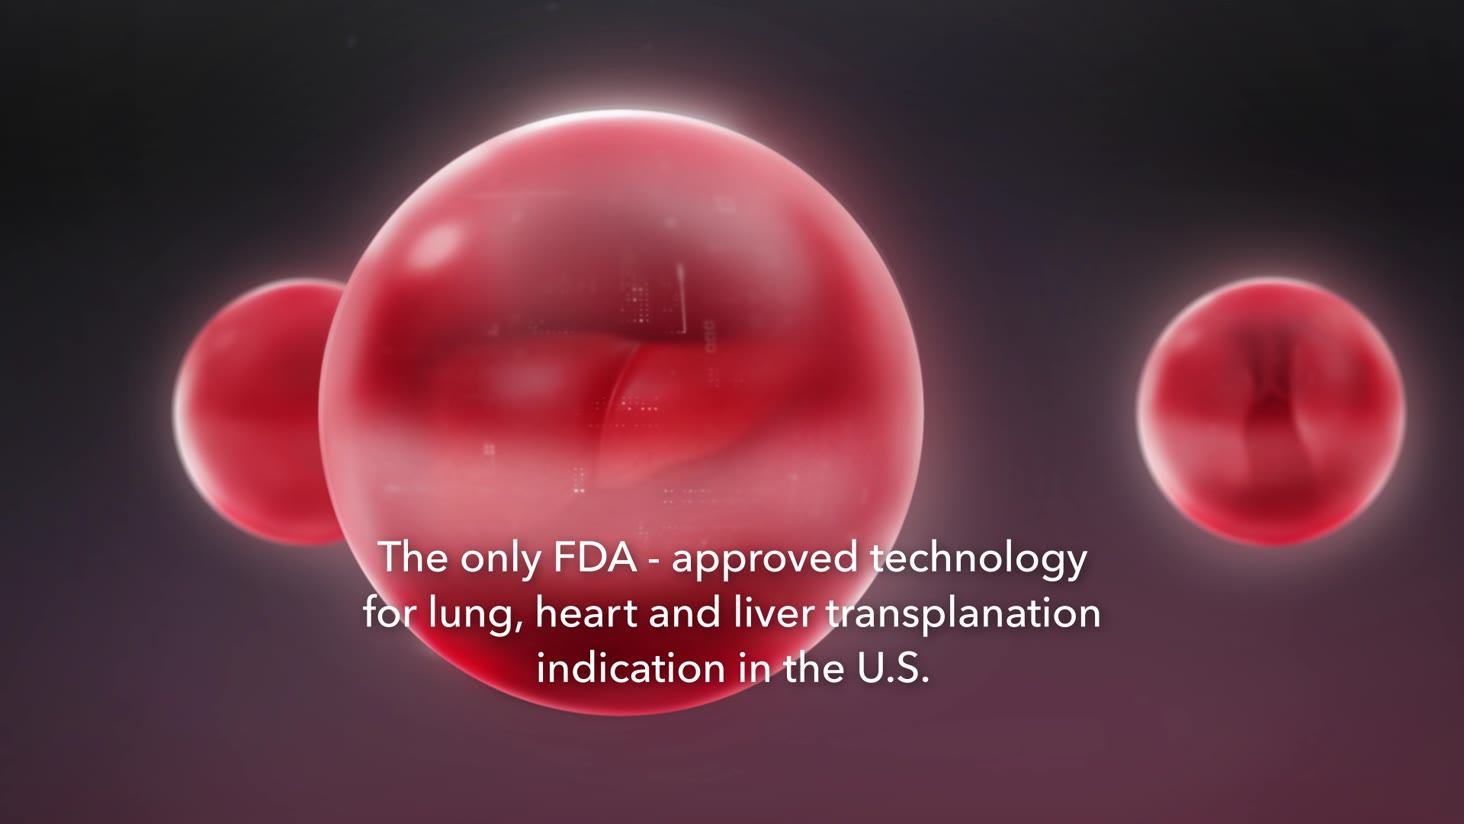 The only FDA - approved technology
for lung, heart and liver transplanation
indication in the U.S.